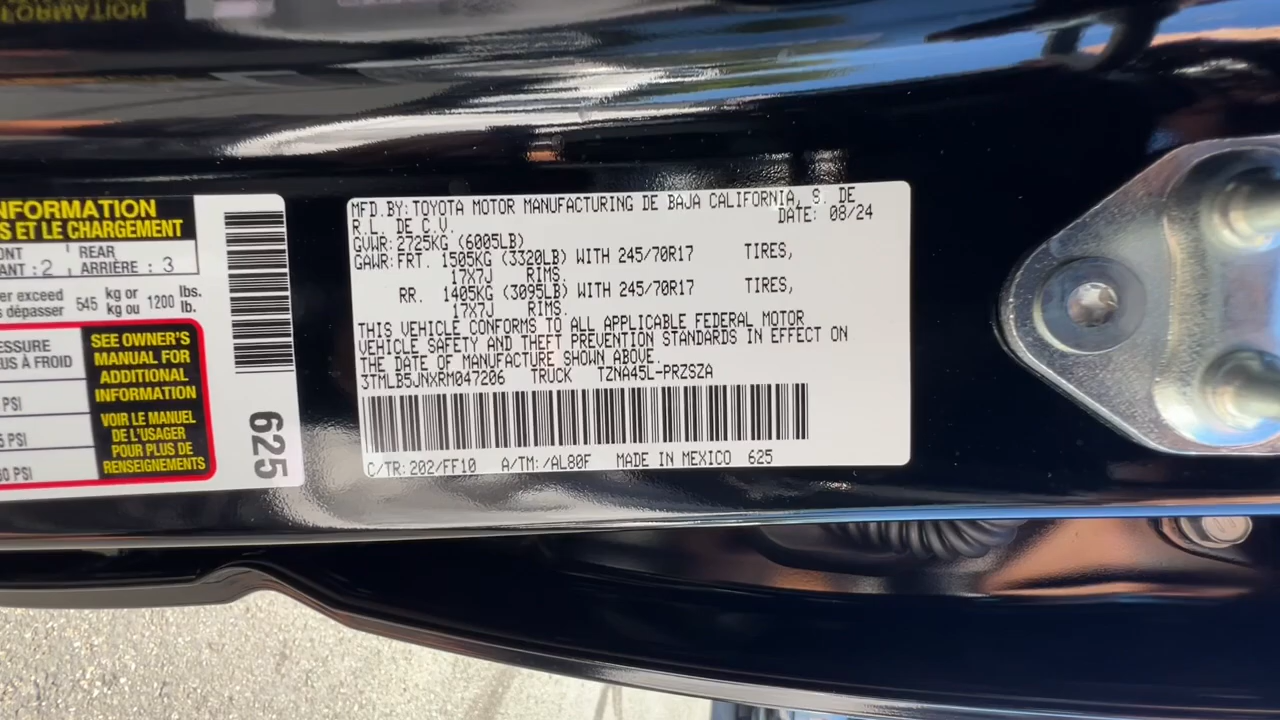 INFORMATION
S ET LE CHARGEMENT
ONT REAR
ANT : 2 ARRIÈRE : 3
er exceed 545 kg or 1200 lbs.
s dépasser kg ou lb.
ESSURE
US À FROID
PSI
5 PSI
80 PSI
SEE OWNER'S
MANUAL FOR
ADDITIONAL
INFORMATION
VOIR LE MANUEL
DE L'USAGER
POUR PLUS DE
RENSEIGNEMENTS
625
MFD.BY:TOYOTA MOTOR MANUFACTURING DE BAJA CALIFORNIA, S. DE
R.L. DE C.V. DATE: 08/24
GVWR:2725KG (6005LB)
GAWR:FRT. 1505KG (3320LB) WITH 245/70R17 TIRES,
17X7J RIMS.
RR. 1405KG (3095LB) WITH 245/70R17 TIRES,
17X7J RIMS.
THIS VEHICLE CONFORMS TO ALL APPLICABLE FEDERAL MOTOR
VEHICLE SAFETY AND THEFT PREVENTION STANDARDS IN EFFECT ON
THE DATE OF MANUFACTURE SHOWN ABOVE.
3TMLB5JNXRM047206 TRUCK TZNA45L-PRZSZA
C/TR:202/FF10 A/TM:/AL80F MADE IN MEXICO 625